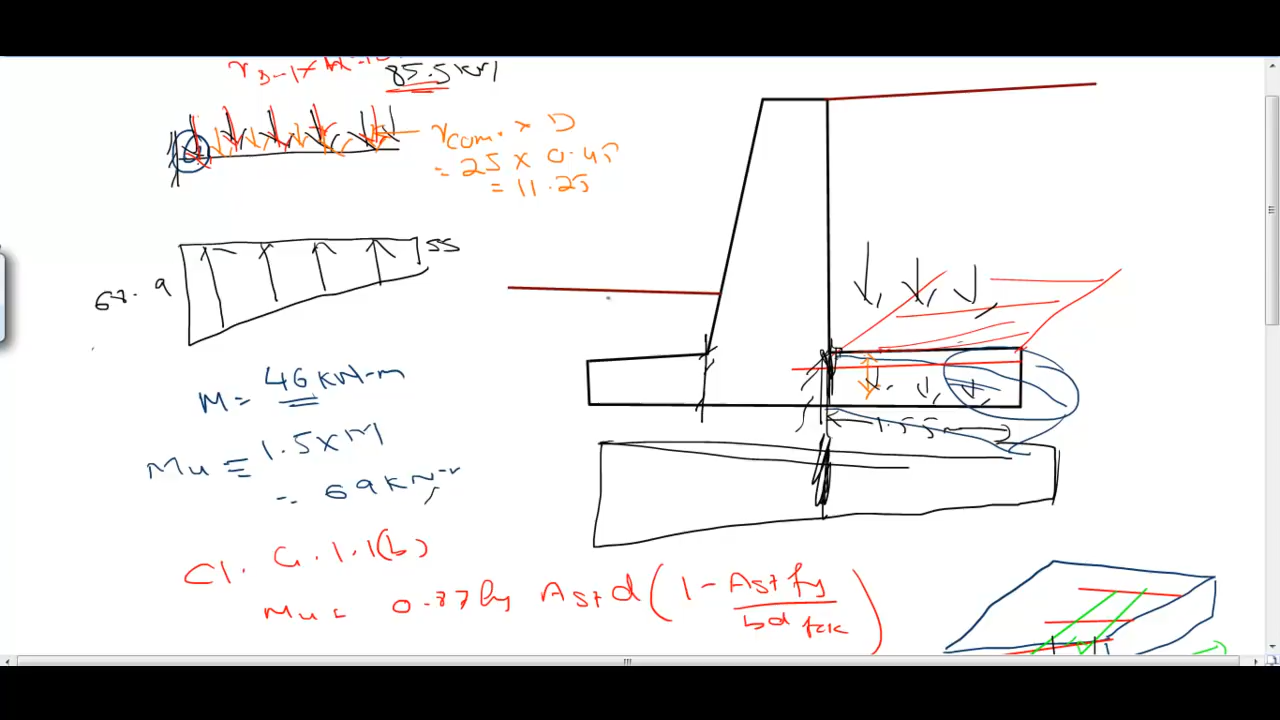 85.5 kN/
γcon. × D
= 25 × 0.45
= 11.25
55
67.9
M = 46 kN-m
Mu = 1.5 × M
= 69 kN-
1.55
Cl. G.1.1(b)
Mu = 0.87 fy Ast d (1 - Ast fy / bd fck)